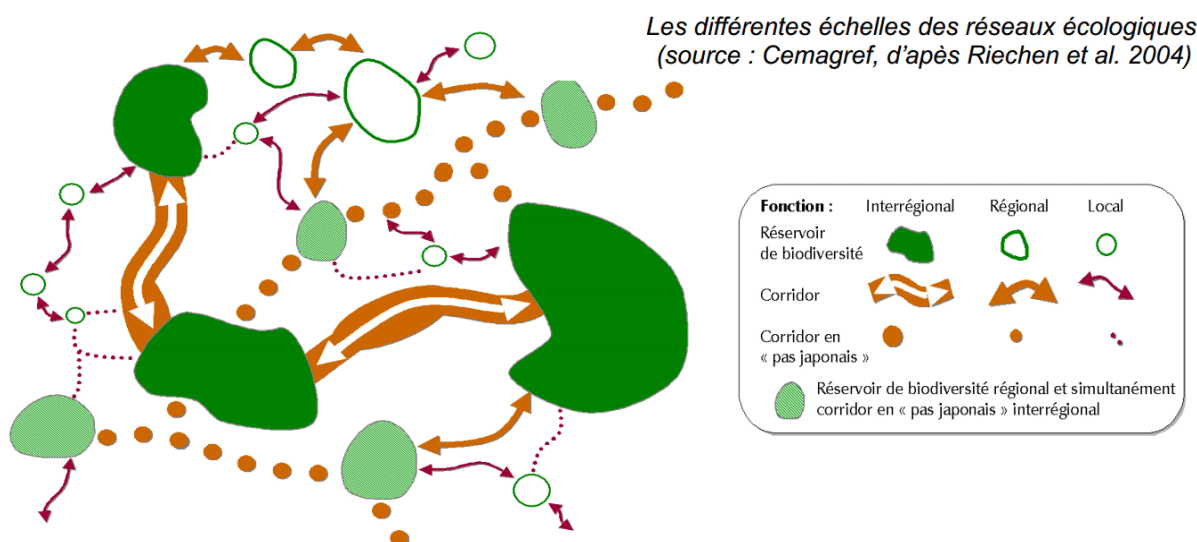 Les différentes échelles des réseaux écologiques
(source : Cemagref, d'apès Riechen et al. 2004)
Fonction : Interrégional Régional Local
Réservoir
de biodiversité
Corridor
Corridor en
« pas japonais »
Réservoir de biodiversité régional et simultanément
corridor en « pas japonais » interrégional